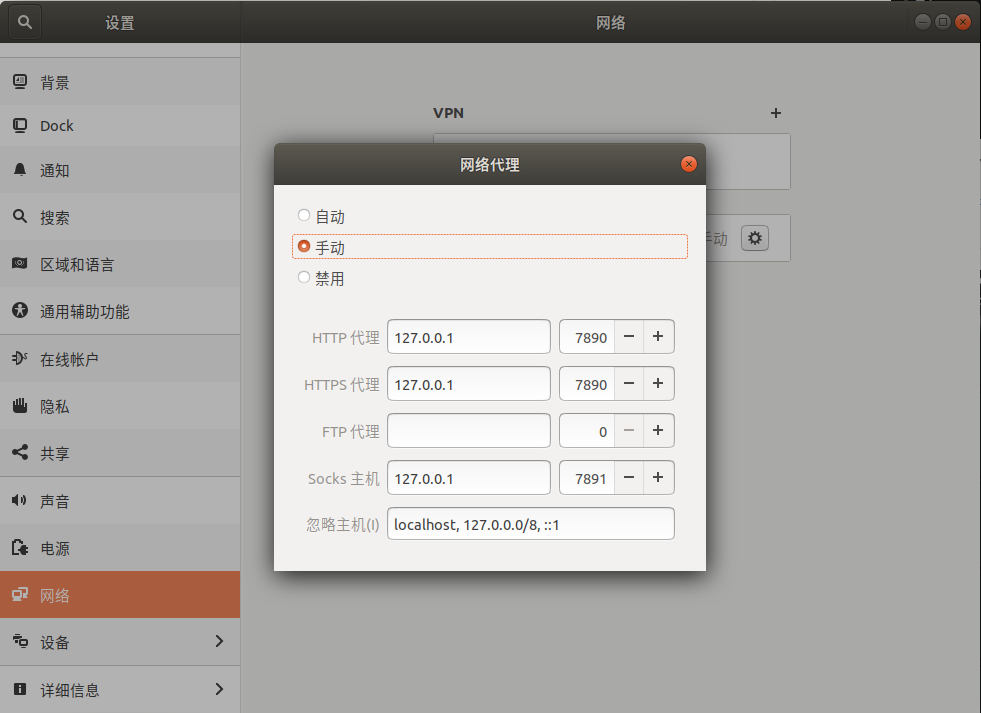 设置
网络
背景
Dock
通知
搜索
区域和语言
通用辅助功能
在线帐户
隐私
共享
声音
电源
网络
设备
详细信息
VPN
手动
网络代理
自动
手动
禁用
HTTP 代理 127.0.0.1 7890
HTTPS 代理 127.0.0.1 7890
FTP 代理 0
Socks 主机 127.0.0.1 7891
忽略主机(I) localhost, 127.0.0.0/8, ::1